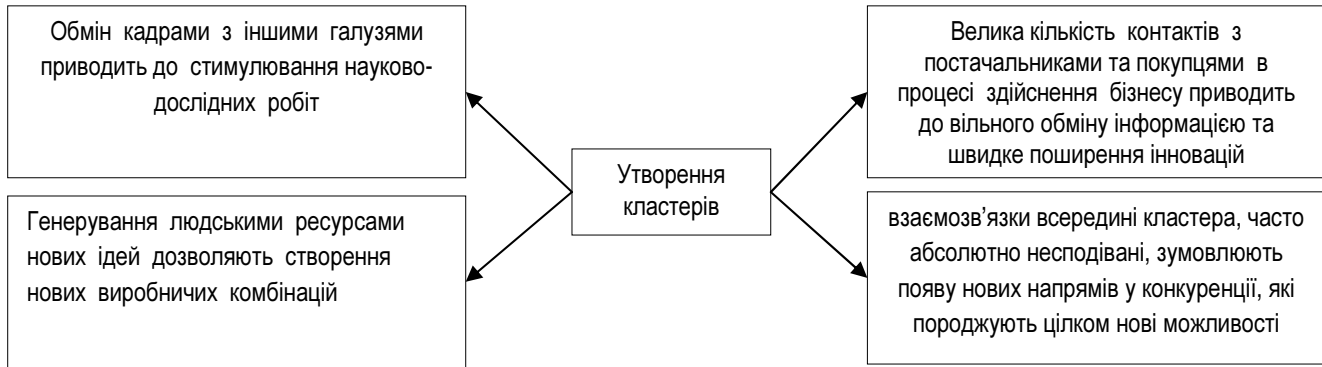 Обмін кадрами з іншими галузями
приводить до стимулювання науково-
дослідних робіт
Велика кількість контактів з
постачальниками та покупцями в
процесі здійснення бізнесу приводить
до вільного обміну інформацією та
швидке поширення інновацій
Утворення
кластерів
Генерування людськими ресурсами
нових ідей дозволяють створення
нових виробничих комбінацій
взаємозв’язки всередині кластера, часто
абсолютно несподівані, зумовлюють
появу нових напрямів у конкуренції, які
породжують цілком нові можливості